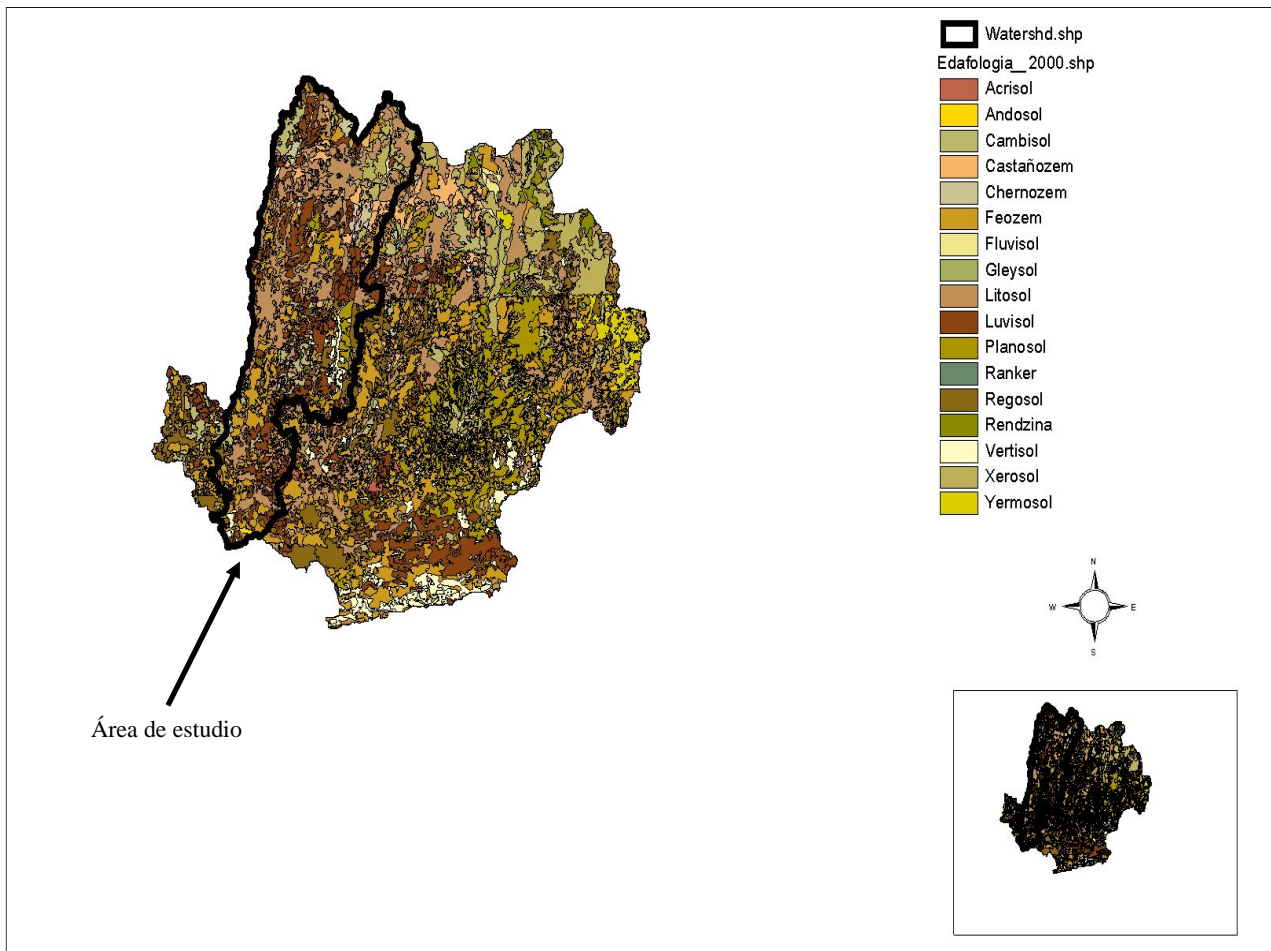 Watershd.shp
Edafologia__2000.shp
Acrisol
Andosol
Cambisol
Castañozem
Chernozem
Feozem
Fluvisol
Gleysol
Litosol
Luvisol
Planosol
Ranker
Regosol
Rendzina
Vertisol
Xerosol
Yermosol
N
W
E
S
Área de estudio